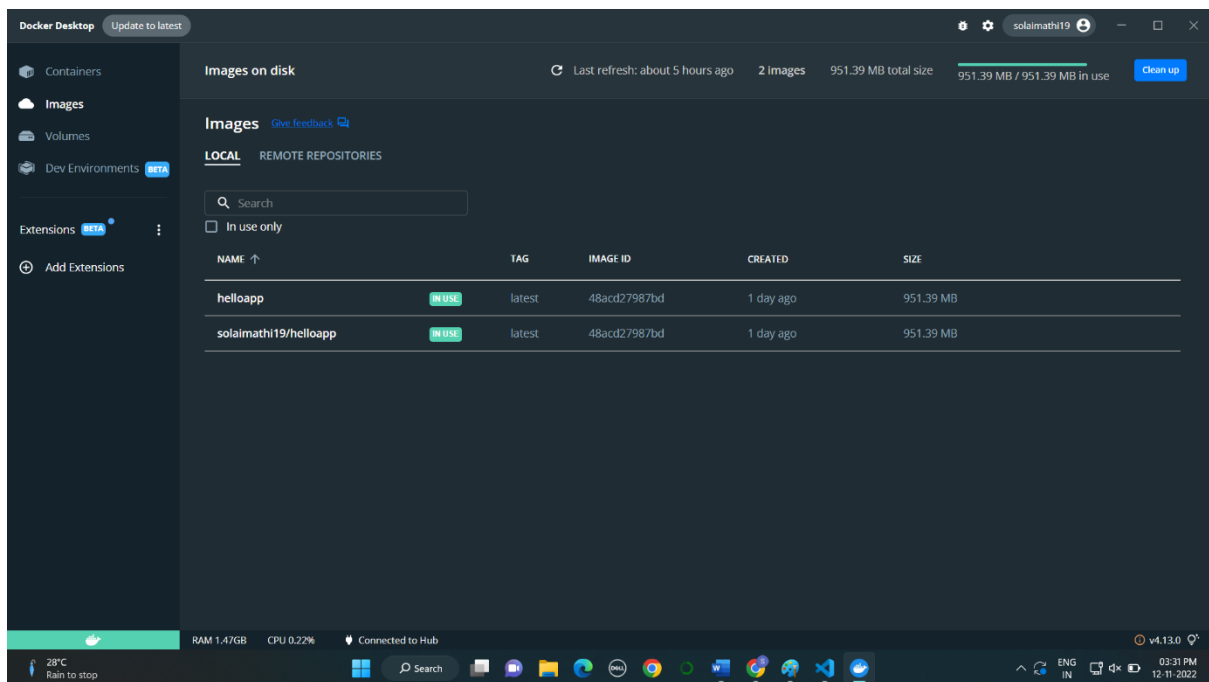 Docker Desktop Update to latest solaimathi19
Containers
Images
Volumes
Dev Environments BETA
Extensions BETA
Add Extensions
Images on disk Last refresh: about 5 hours ago 2 images 951.39 MB total size 951.39 MB / 951.39 MB in use Clean up
Images Give feedback
LOCAL REMOTE REPOSITORIES
Search
In use only
NAME TAG IMAGE ID CREATED SIZE
helloapp IN USE latest 48acd27987bd 1 day ago 951.39 MB
solaimathi19/helloapp IN USE latest 48acd27987bd 1 day ago 951.39 MB
RAM 1.47GB CPU 0.22% Connected to Hub v4.13.0
28°C
Rain to stop
Search
DELL
W
ENG
IN
03:31 PM
12-11-2022